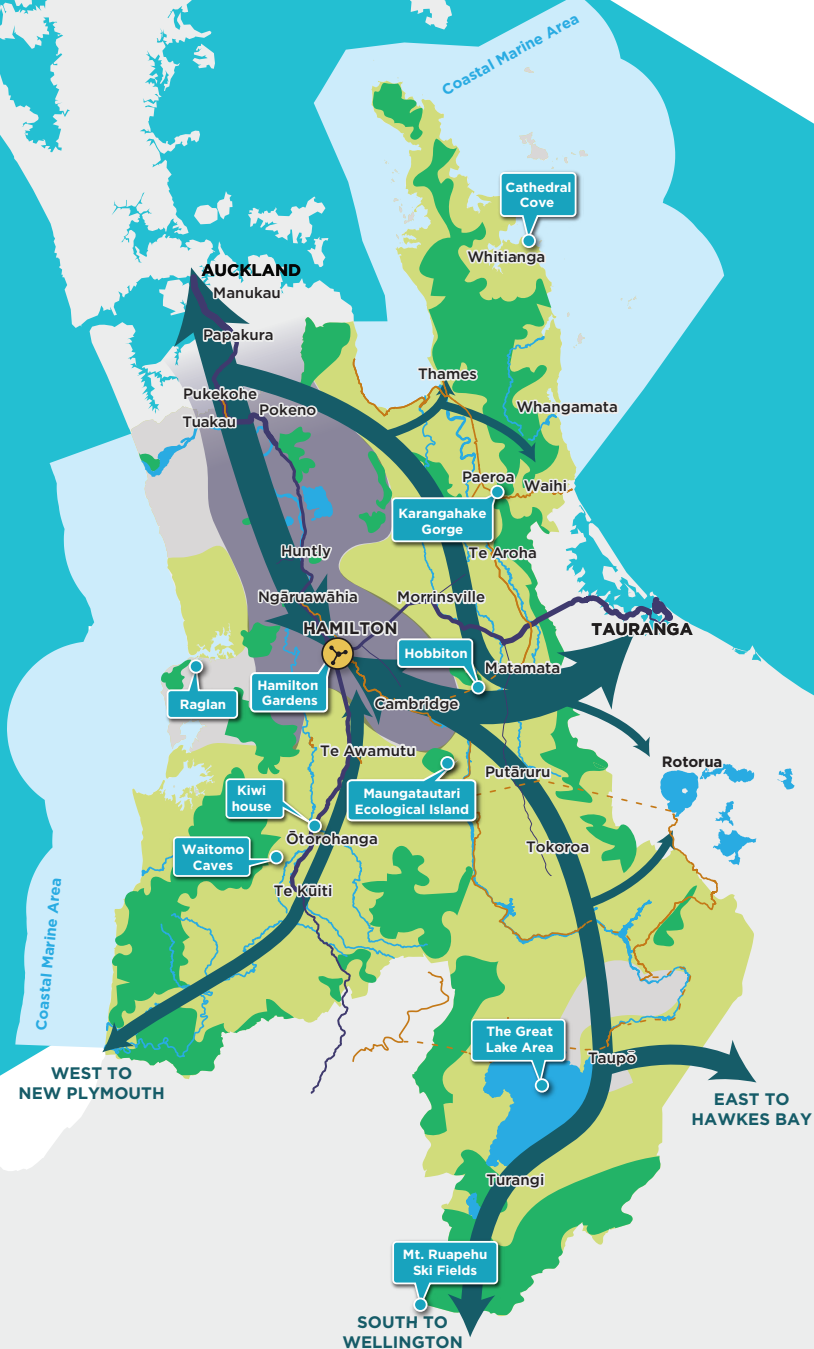 Coastal Marine Area
Cathedral
Cove
Whitianga
AUCKLAND
Manukau
Papakura
Thames
Pukekohe
Pokeno
Whangamata
Tuakau
Paeroa
Waihi
Karangahake
Gorge
Huntly
Te Aroha
Ngāruawāhia
Morrinsville
HAMILTON
TAURANGA
Hobbiton
Matamata
Hamilton
Gardens
Raglan
Cambridge
Te Awamutu
Rotorua
Putāruru
Maungatautari
Ecological Island
Kiwi
house
Ōtorohanga
Waitomo
Caves
Tokoroa
Te Kūiti
Coastal Marine Area
The Great
Lake Area
Taupō
WEST TO
NEW PLYMOUTH
EAST TO
HAWKES BAY
Turangi
Mt. Ruapehu
Ski Fields
SOUTH TO
WELLINGTON